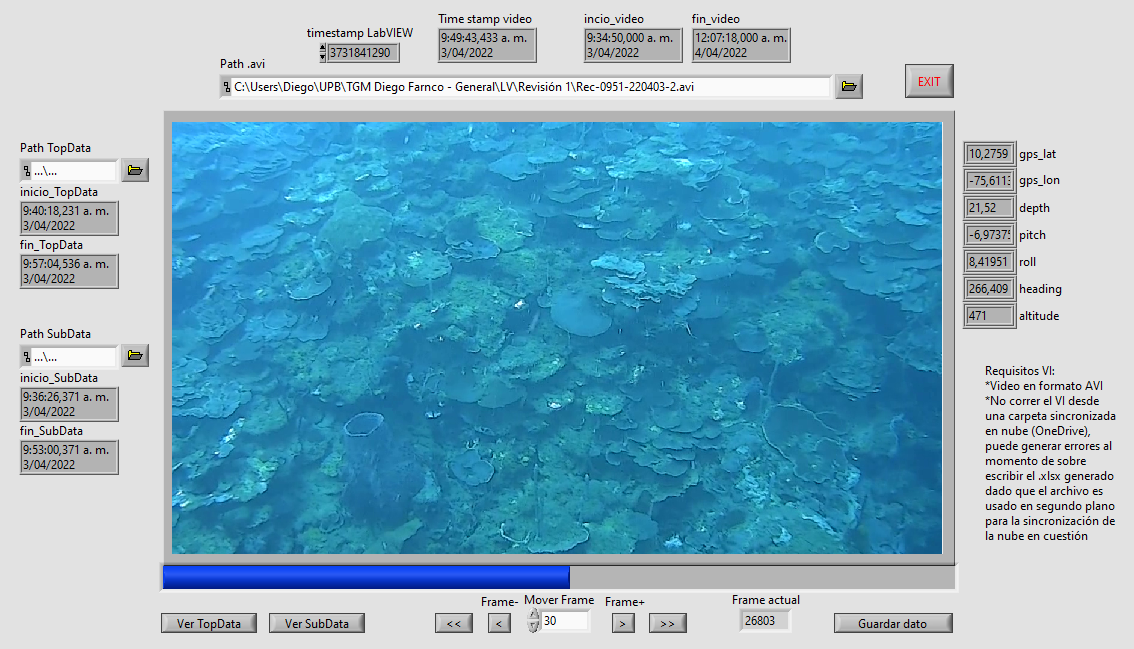 timestamp LabVIEW
3731841290
Time stamp video
9:49:43,433 a. m.
3/04/2022
incio_video
9:34:50,000 a. m.
3/04/2022
fin_video
12:07:18,000 a. m.
4/04/2022
Path .avi
C:\Users\Diego\UPB\TGM Diego Farnco - General\LV\Revisión 1\Rec-0951-220403-2.avi
EXIT
Path TopData
...\...
inicio_TopData
9:40:18,231 a. m.
3/04/2022
fin_TopData
9:57:04,536 a. m.
3/04/2022
Path SubData
...\...
inicio_SubData
9:36:26,371 a. m.
3/04/2022
fin_SubData
9:53:00,371 a. m.
3/04/2022
10,2759 gps_lat
-75,611 gps_lon
21,52 depth
-6,9737 pitch
8,41951 roll
266,409 heading
471 altitude
Requisitos VI:
*Video en formato AVI
*No correr el VI desde
una carpeta sincronizada
en nube (OneDrive),
puede generar errores al
momento de sobre
escribir el .xlsx generado
dado que el archivo es
usado en segundo plano
para la sincronización de
la nube en cuestión
Frame- Mover Frame Frame+
Frame actual
Ver TopData
Ver SubData
<< < 30 > >>
26803
Guardar dato